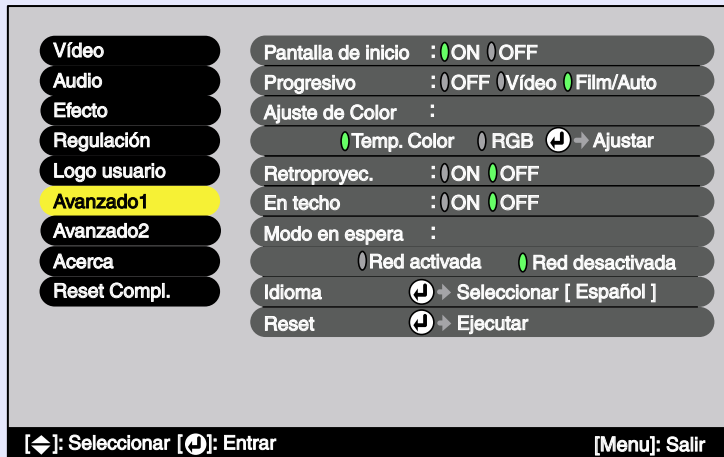 Vídeo
Audio
Efecto
Regulación
Logo usuario
Avanzado1
Avanzado2
Acerca
Reset Compl.
Pantalla de inicio : ON OFF
Progresivo : OFF Vídeo Film/Auto
Ajuste de Color :
Temp. Color RGB Ajustar
Retroproyec. : ON OFF
En techo : ON OFF
Modo en espera :
Red activada Red desactivada
Idioma Seleccionar [ Español ]
Reset Ejecutar
[ ]: Seleccionar [ ]: Entrar [Menu]: Salir